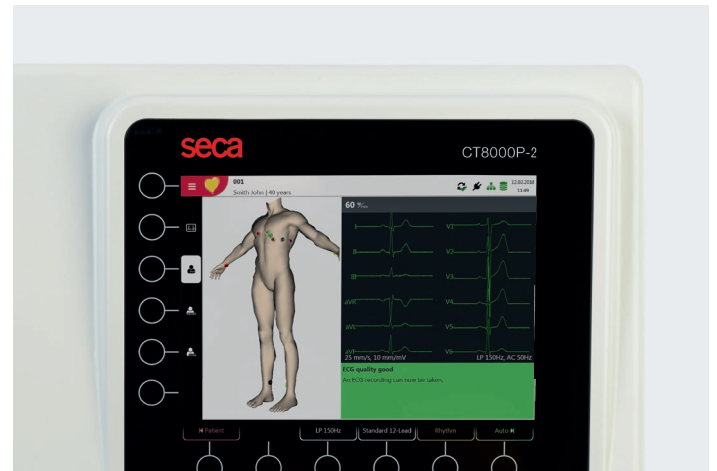 seca
CT8000P-2
001
Smith John | 40 years
12.02.2018
11:49
60
I
V1
II
V2
III
V3
aVR
V4
aVL
V5
aVF
V6
25 mm/s, 10 mm/mV
LP 150Hz, AC 50Hz
ECG quality good
An ECG recording can now be taken.
Patient
LP 150Hz
Standard 12-Lead
Rhythm
Auto